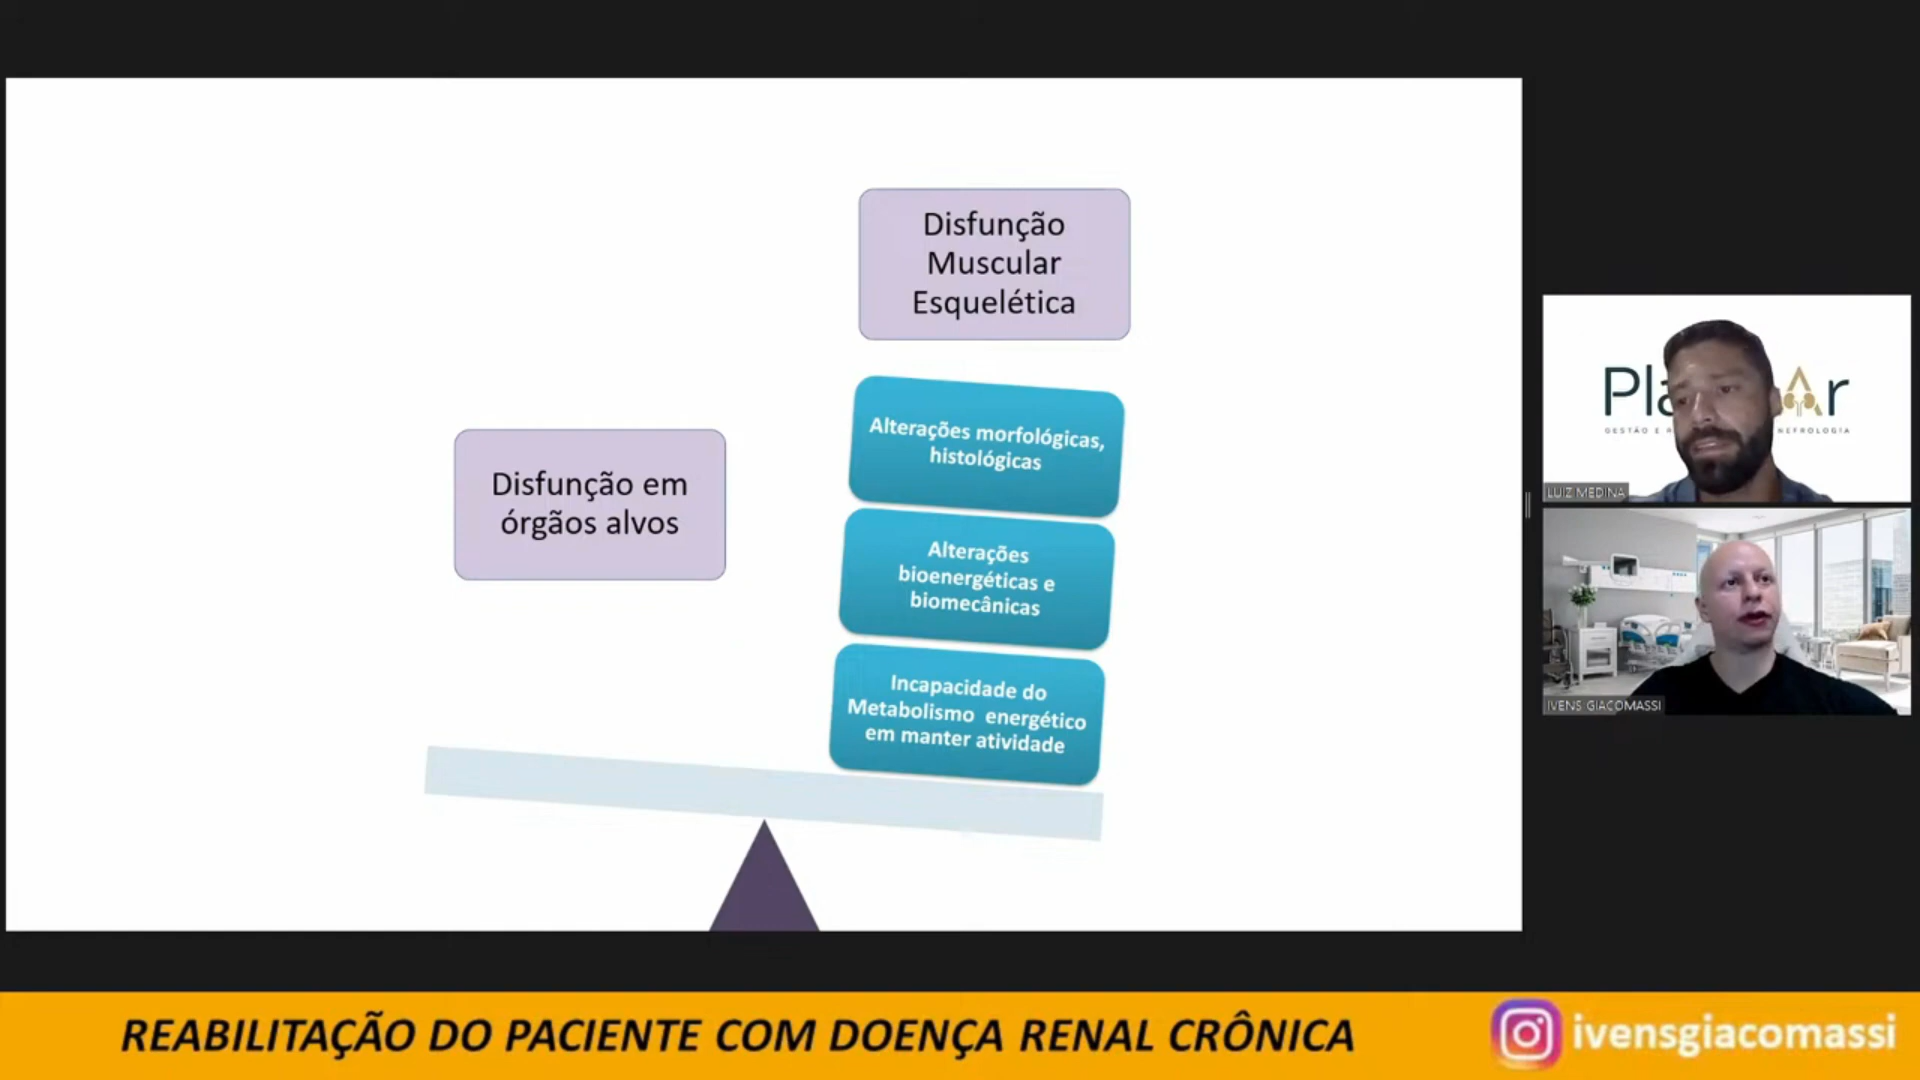 Disfunção
Muscular
Esquelética
Alterações morfológicas,
histológicas
Disfunção em
órgãos alvos
Alterações
bioenergéticas e
biomecânicas
Incapacidade do
Metabolismo energético
em manter atividade
LUIZ MEDINA
IVENS GIACOMASSI
REABILITAÇÃO DO PACIENTE COM DOENÇA RENAL CRÔNICA
ivensgiacomassi